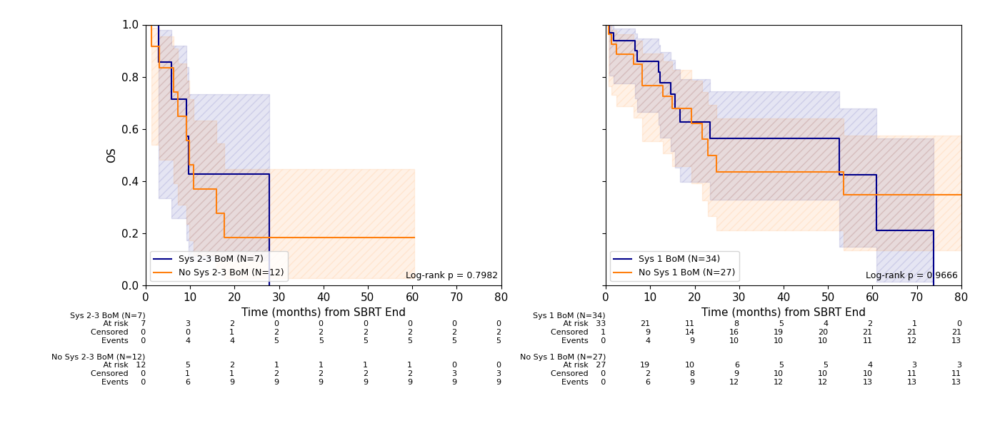 1.0
0.8
0.6
0.4
0.2
0.0
OS
Sys 2-3 BoM (N=7)
No Sys 2-3 BoM (N=12)
Log-rank p = 0.7982
0 10 20 30 40 50 60 70 80
Time (months) from SBRT End
Sys 2-3 BoM (N=7)
At risk 7 3 2 0 0 0 0 0 0
Censored 0 0 1 2 2 2 2 2 2
Events 0 4 4 5 5 5 5 5 5
No Sys 2-3 BoM (N=12)
At risk 12 5 2 1 1 1 1 0 0
Censored 0 1 1 2 2 2 2 3 3
Events 0 6 9 9 9 9 9 9 9
Sys 1 BoM (N=34)
No Sys 1 BoM (N=27)
Log-rank p = 0.9666
0 10 20 30 40 50 60 70 80
Time (months) from SBRT End
Sys 1 BoM (N=34)
At risk 33 21 11 8 5 4 2 1 0
Censored 1 9 14 16 19 20 21 21 21
Events 0 4 9 10 10 10 11 12 13
No Sys 1 BoM (N=27)
At risk 27 19 10 6 5 5 4 3 3
Censored 0 2 8 9 10 10 10 11 11
Events 0 6 9 12 12 12 13 13 13